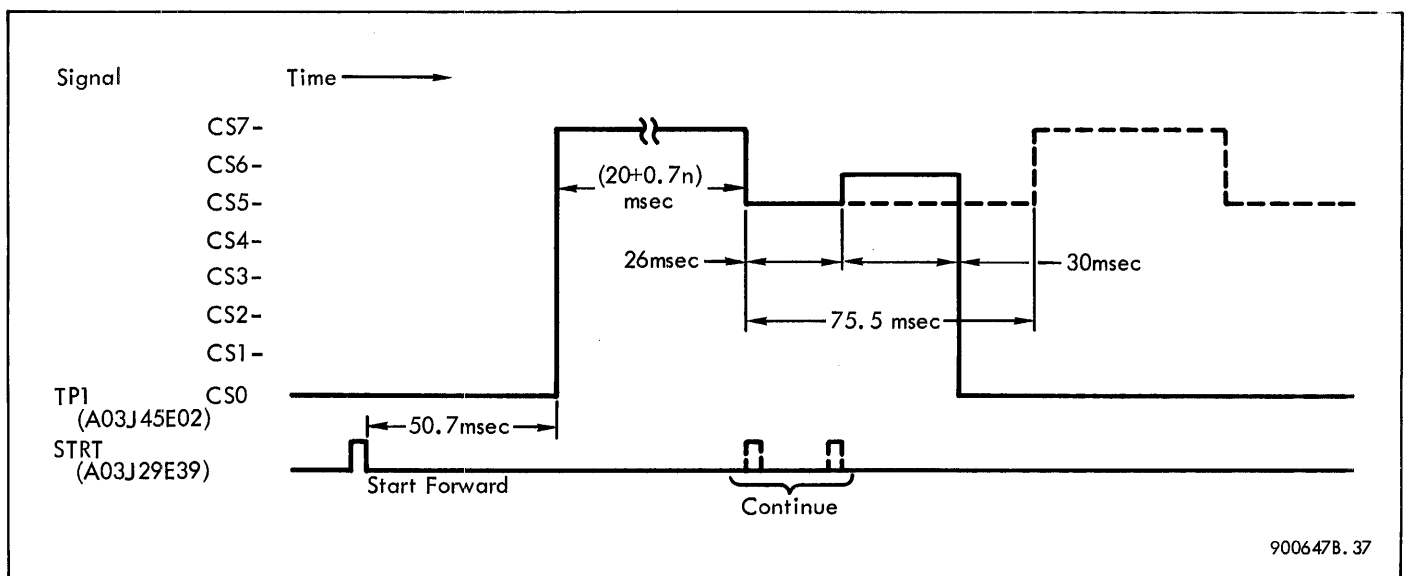 Signal
Time
CS7-
CS6-
(20+0.7n)
msec
CS5-
CS4-
26msec
30msec
CS3-
CS2-
75.5 msec
CS1-
TP1
CS0
(A03J45E02)
50.7msec
STRT
(A03J29E39)
Start Forward
Continue
900647B.37